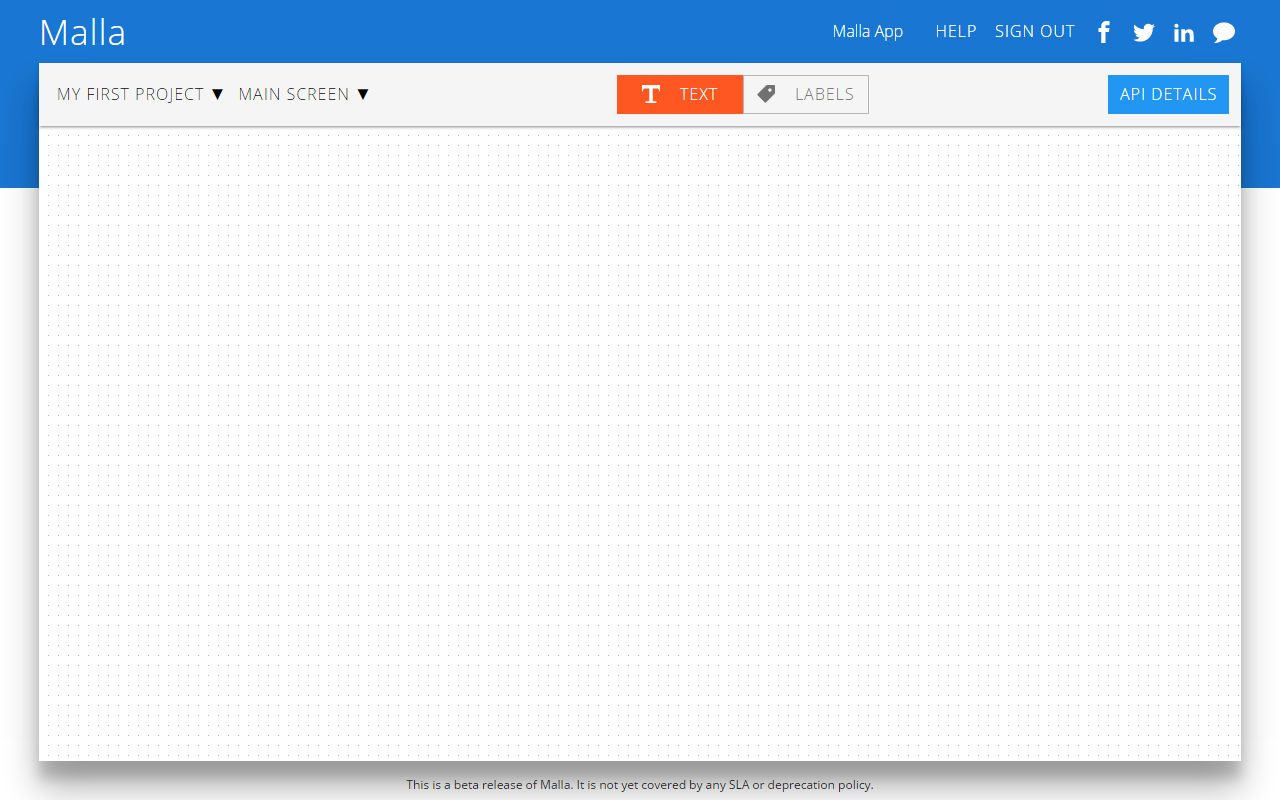 Malla
Malla App HELP SIGN OUT
MY FIRST PROJECT ▼ MAIN SCREEN ▼ TEXT LABELS API DETAILS
This is a beta release of Malla. It is not yet covered by any SLA or deprecation policy.